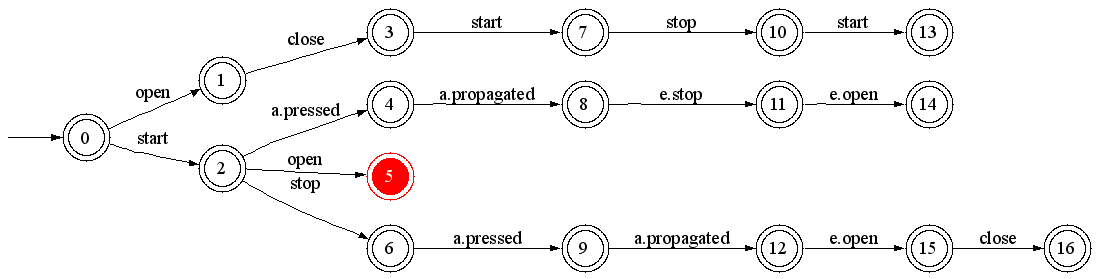 3 start 7 stop 10 start 13
close
1
open
a.pressed 4 a.propagated 8 e.stop 11 e.open 14
0
start
2 open 5
stop
6 a.pressed 9 a.propagated 12 e.open 15 close 16